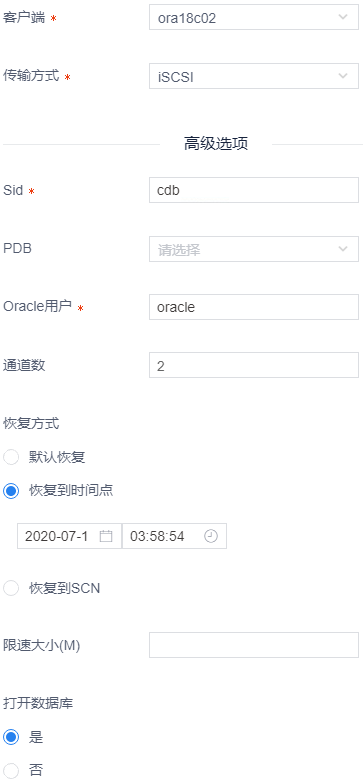 客户端 *
ora18c02
传输方式 *
iSCSI
高级选项
Sid *
cdb
PDB
请选择
Oracle用户 *
oracle
通道数
2
恢复方式
默认恢复
恢复到时间点
2020-07-1 03:58:54
恢复到SCN
限速大小(M)
打开数据库
是
否